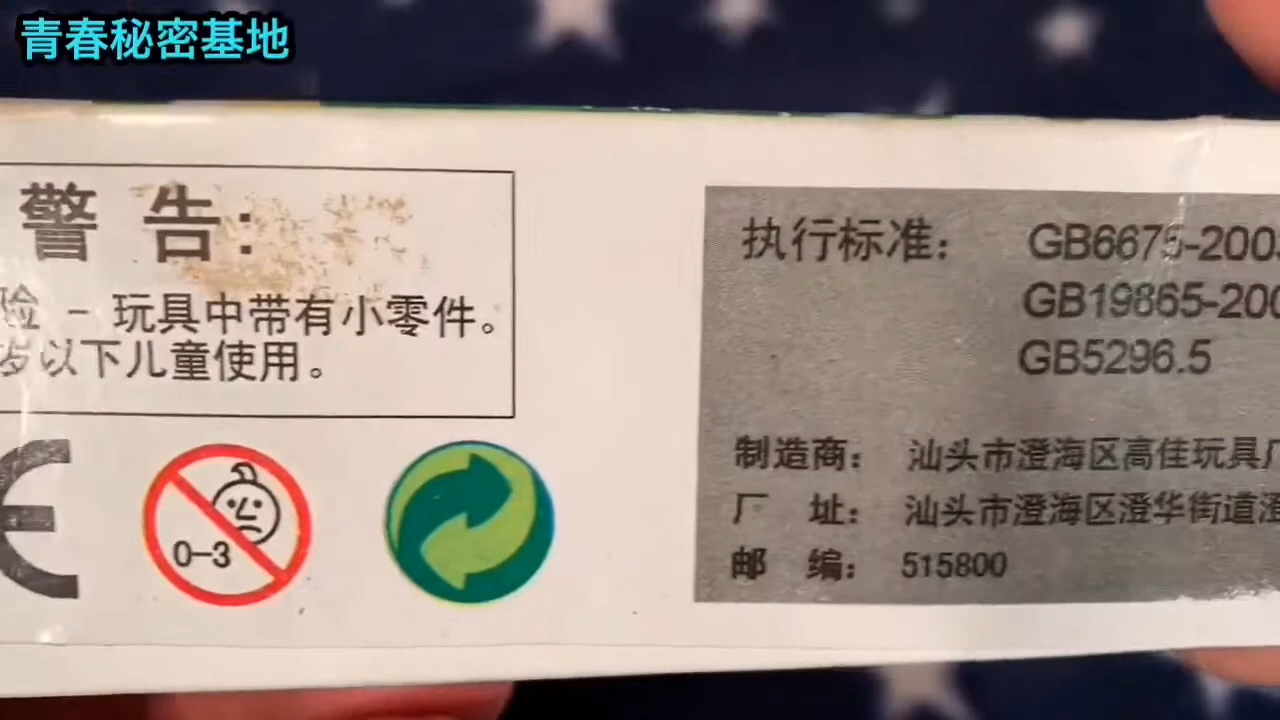 青春秘密基地
警 告:
险 - 玩具中带有小零件。
岁以下儿童使用。
CE
0-3
执行标准: GB6675-200
GB19865-200
GB5296.5
制造商: 汕头市澄海区高佳玩具厂
厂 址: 汕头市澄海区澄华街道澄
邮 编: 515800